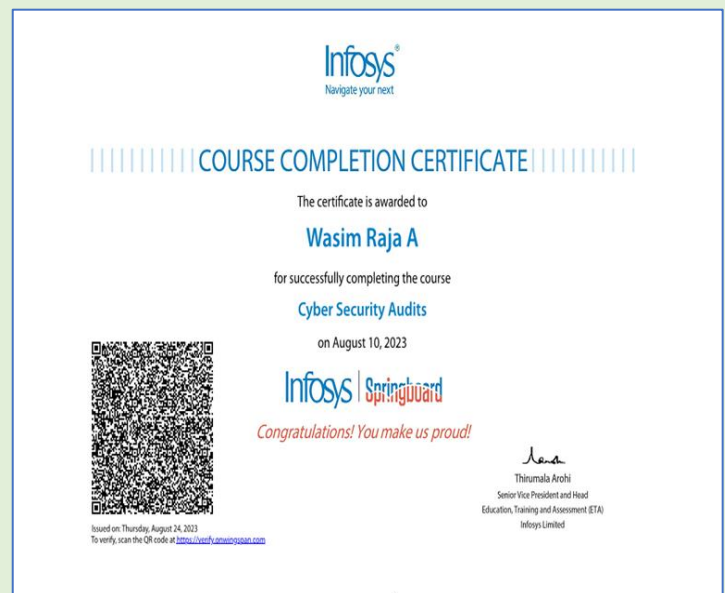 Infosys®
Navigate your next
COURSE COMPLETION CERTIFICATE
The certificate is awarded to
Wasim Raja A
for successfully completing the course
Cyber Security Audits
on August 10, 2023
Infosys | Springboard
Congratulations! You make us proud!
Thirumala Arohi
Senior Vice President and Head
Education, Training and Assessment (ETA)
Infosys Limited
Issued on: Thursday, August 24, 2023
To verify, scan the QR code at https://verify.onwingspan.com